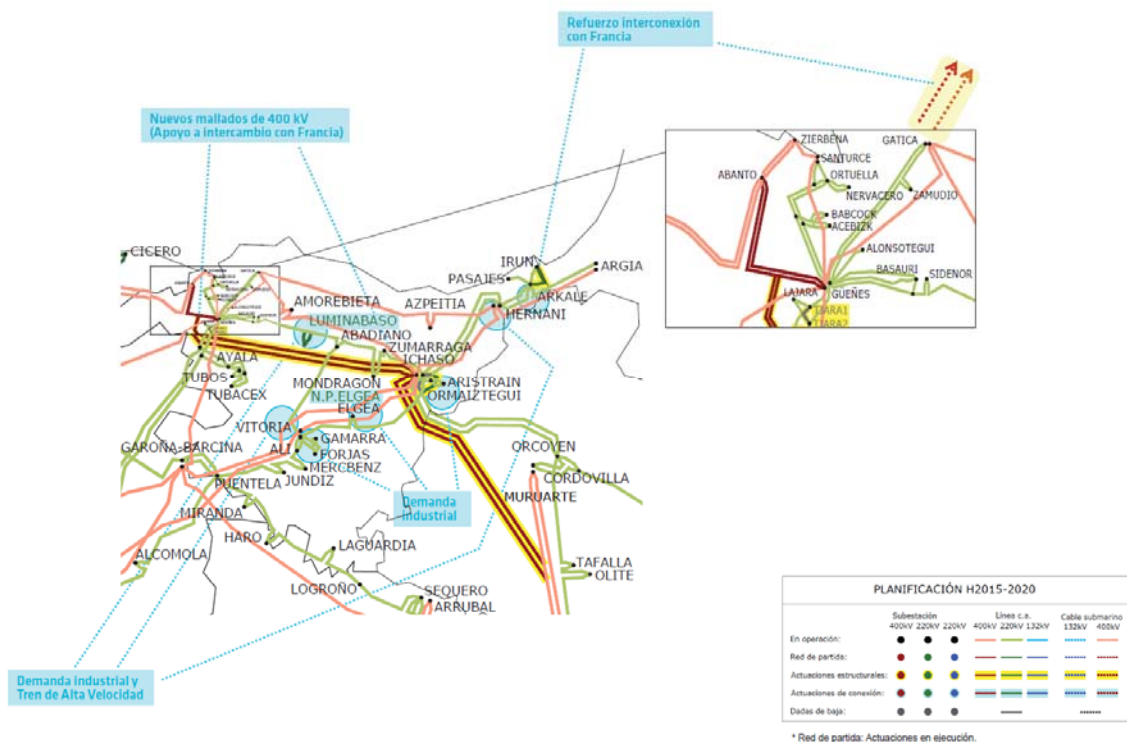 Refuerzo interconexión
con Francia
Nuevos mallados de 400 kV
(Apoyo a intercambio con Francia)
ZIERBENA
GATICA
SANTURCE
ABANTO
ORTUELLA
NERVACERO
ZAMUDIO
BABCOCK
ACEBIZK
ALONSOTEGUI
BASAURI
SIDENOR
LAJARA
GUEÑES
TIARA1
TIARA2
CICERO
IRUN
ARGIA
PASAJES
ARKALE
AMOREBIETA
AZPEITIA
HERNANI
LUMINABASO
ABADIANO
ZUMARRAGA
ICHASO
AYALA
TUBOS
TUBACEX
MONDRAGON
ARISTRAIN
N.P.ELGEA
ORMAIZTEGUI
ELGEA
VITORIA
GAMARRA
ORCOYEN
GAROÑA-BARCINA
ALI
FORJAS
MERCBENZ
CORDOVILLA
PUENTELA
JUNDIZ
MURUARTE
MIRANDA
Demanda
industrial
HARO
LAGUARDIA
ALCOMOLA
TAFALLA
OLITE
LOGROÑO
SEQUERO
ARRUBAL
Demanda industrial y
Tren de Alta Velocidad
PLANIFICACIÓN H2015-2020
Subestación Línea c.a. Cable submarino
400kV 220kV 220kV 400kV 220kV 132kV 132kV 400kV
En operación:
Red de partida:
Actuaciones estructurales:
Actuaciones de conexión:
Dadas de baja:
* Red de partida: Actuaciones en ejecución.